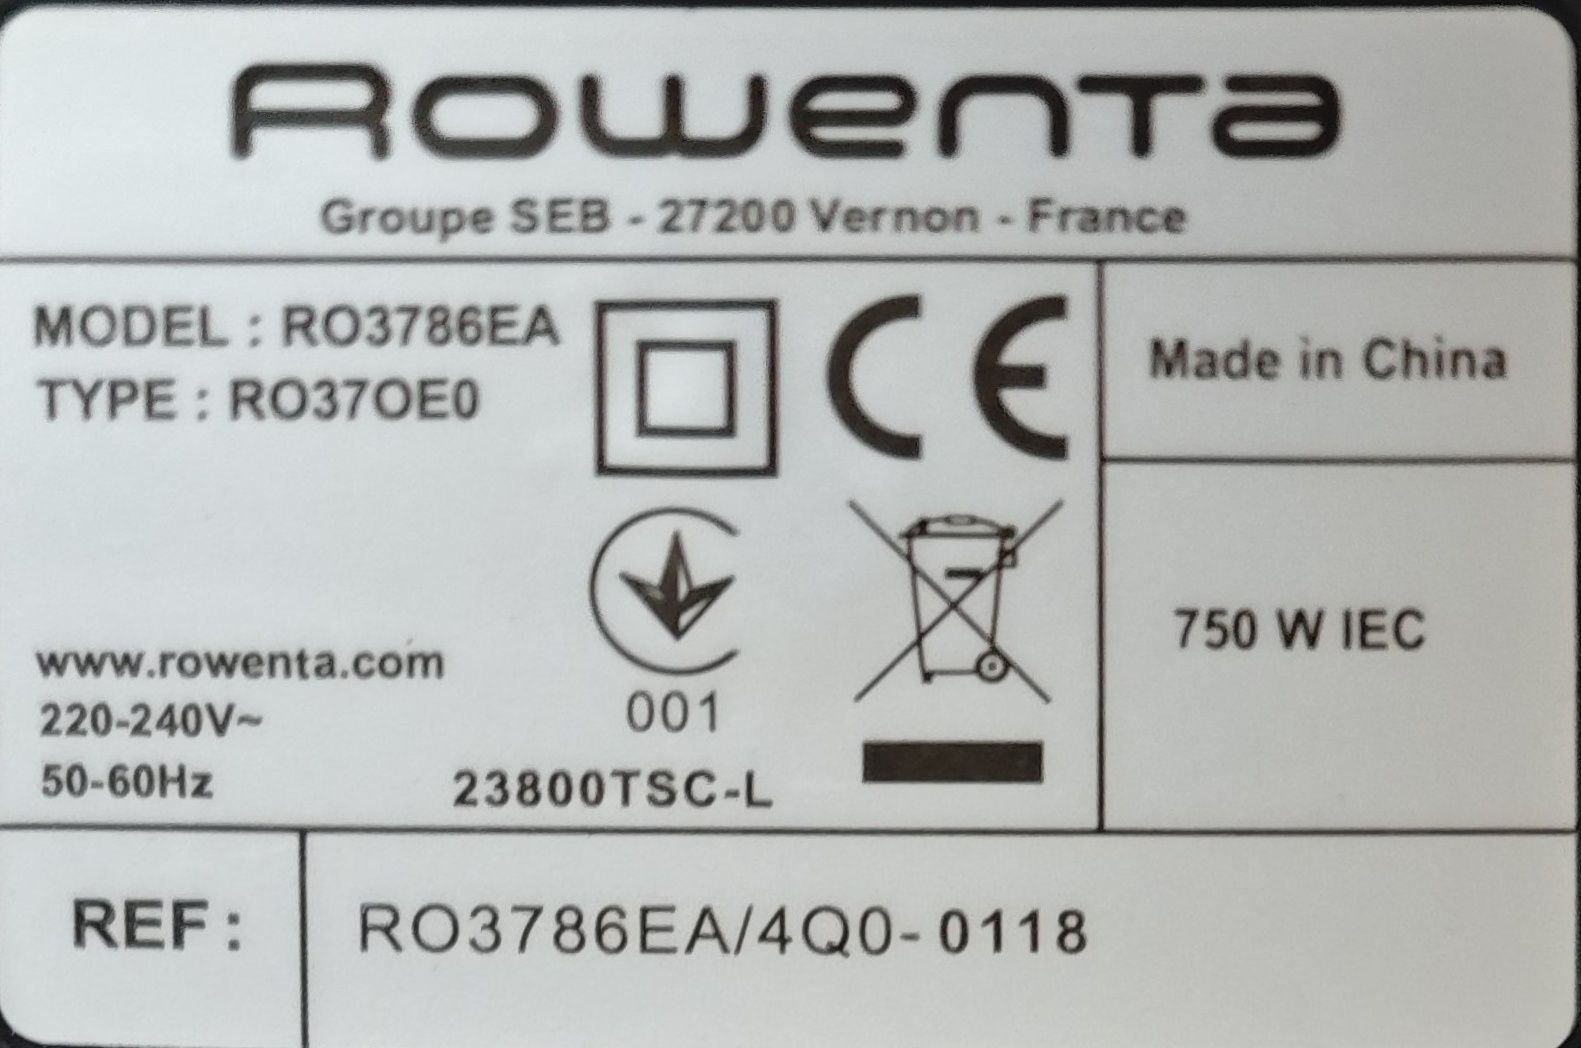 Rowenta
Groupe SEB - 27200 Vernon - France
MODEL : RO3786EA
TYPE : RO37OE0
CE
Made in China
750 W IEC
www.rowenta.com
220-240V~
50-60Hz
001
23800TSC-L
REF :
RO3786EA/4Q0-0118